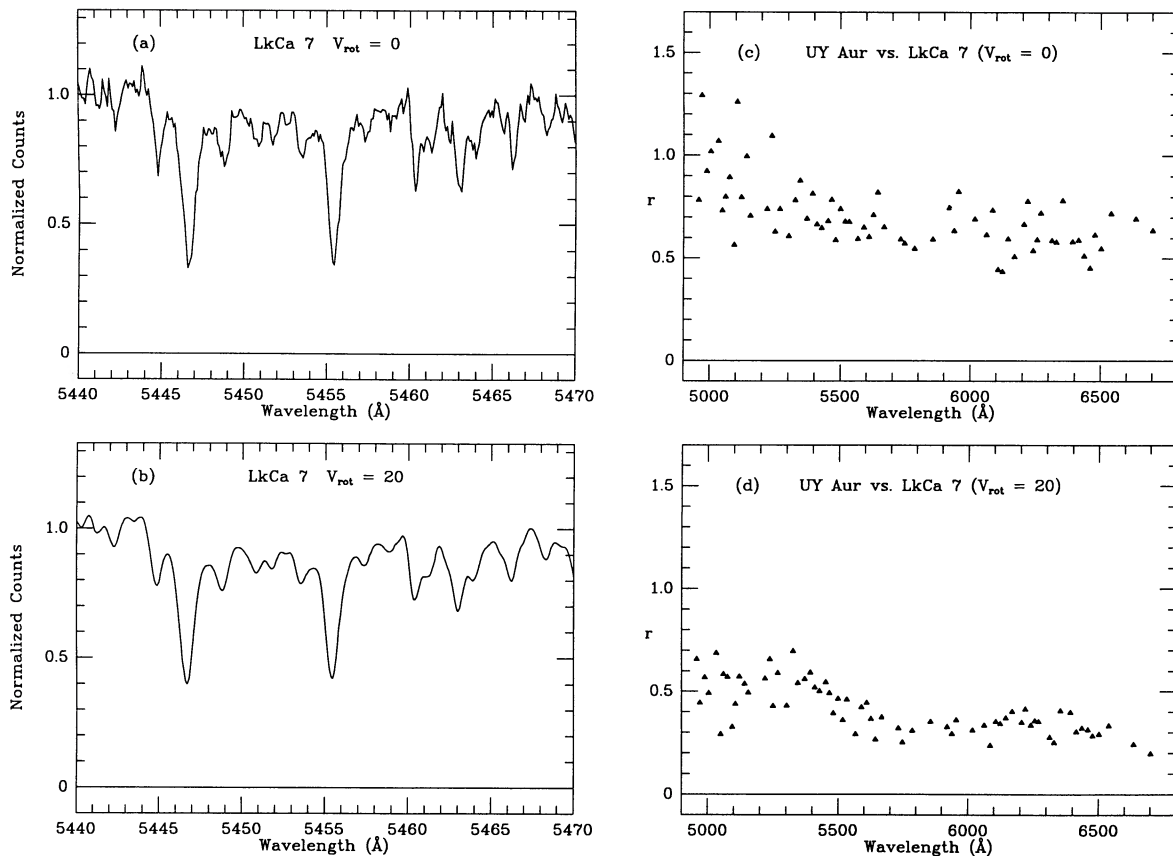 (a) LkCa 7 V_rot = 0
Normalized Counts
1.0
0.5
0
5440 5445 5450 5455 5460 5465 5470
Wavelength (Å)
(c) UY Aur vs. LkCa 7 (V_rot = 0)
r
1.5
1.0
0.5
0
5000 5500 6000 6500
Wavelength (Å)
(b) LkCa 7 V_rot = 20
Normalized Counts
1.0
0.5
0
5440 5445 5450 5455 5460 5465 5470
Wavelength (Å)
(d) UY Aur vs. LkCa 7 (V_rot = 20)
r
1.5
1.0
0.5
0
5000 5500 6000 6500
Wavelength (Å)